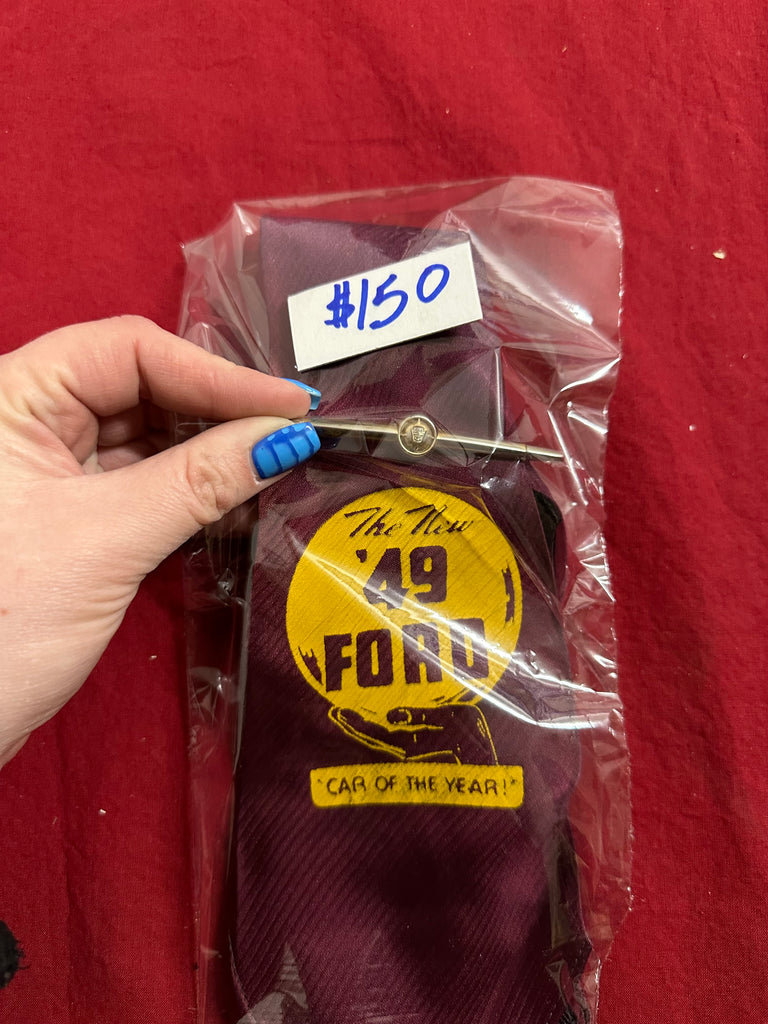 $150
The New
'49
FORD
"CAR OF THE YEAR!"